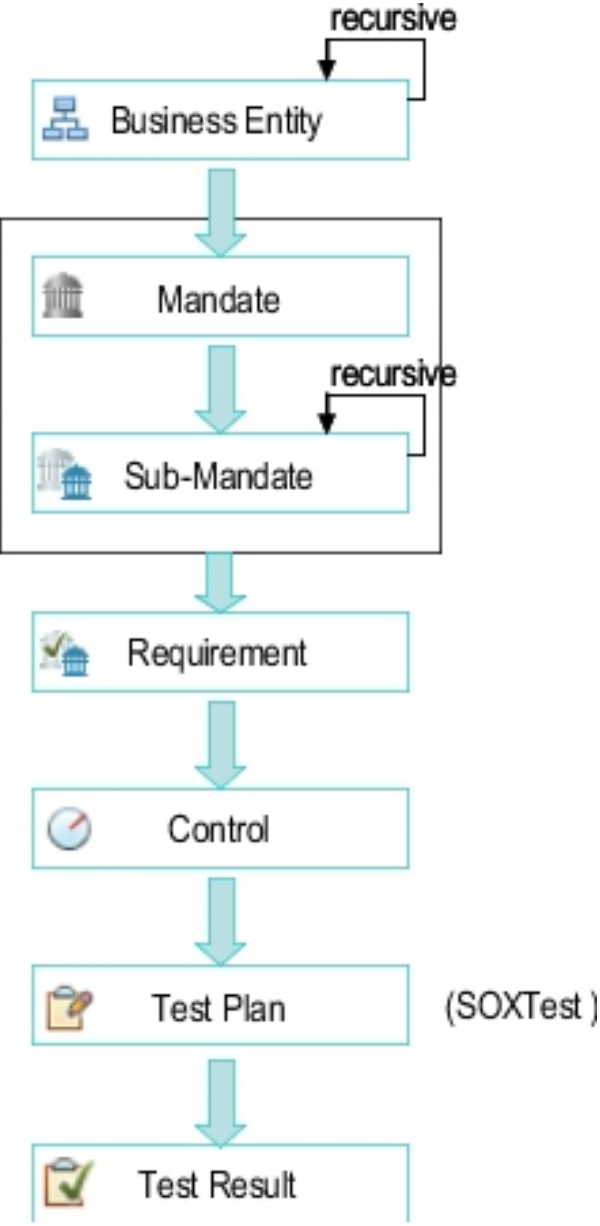 recursive
Business Entity
Mandate
recursive
Sub-Mandate
Requirement
Control
Test Plan
(SOXTest )
Test Result